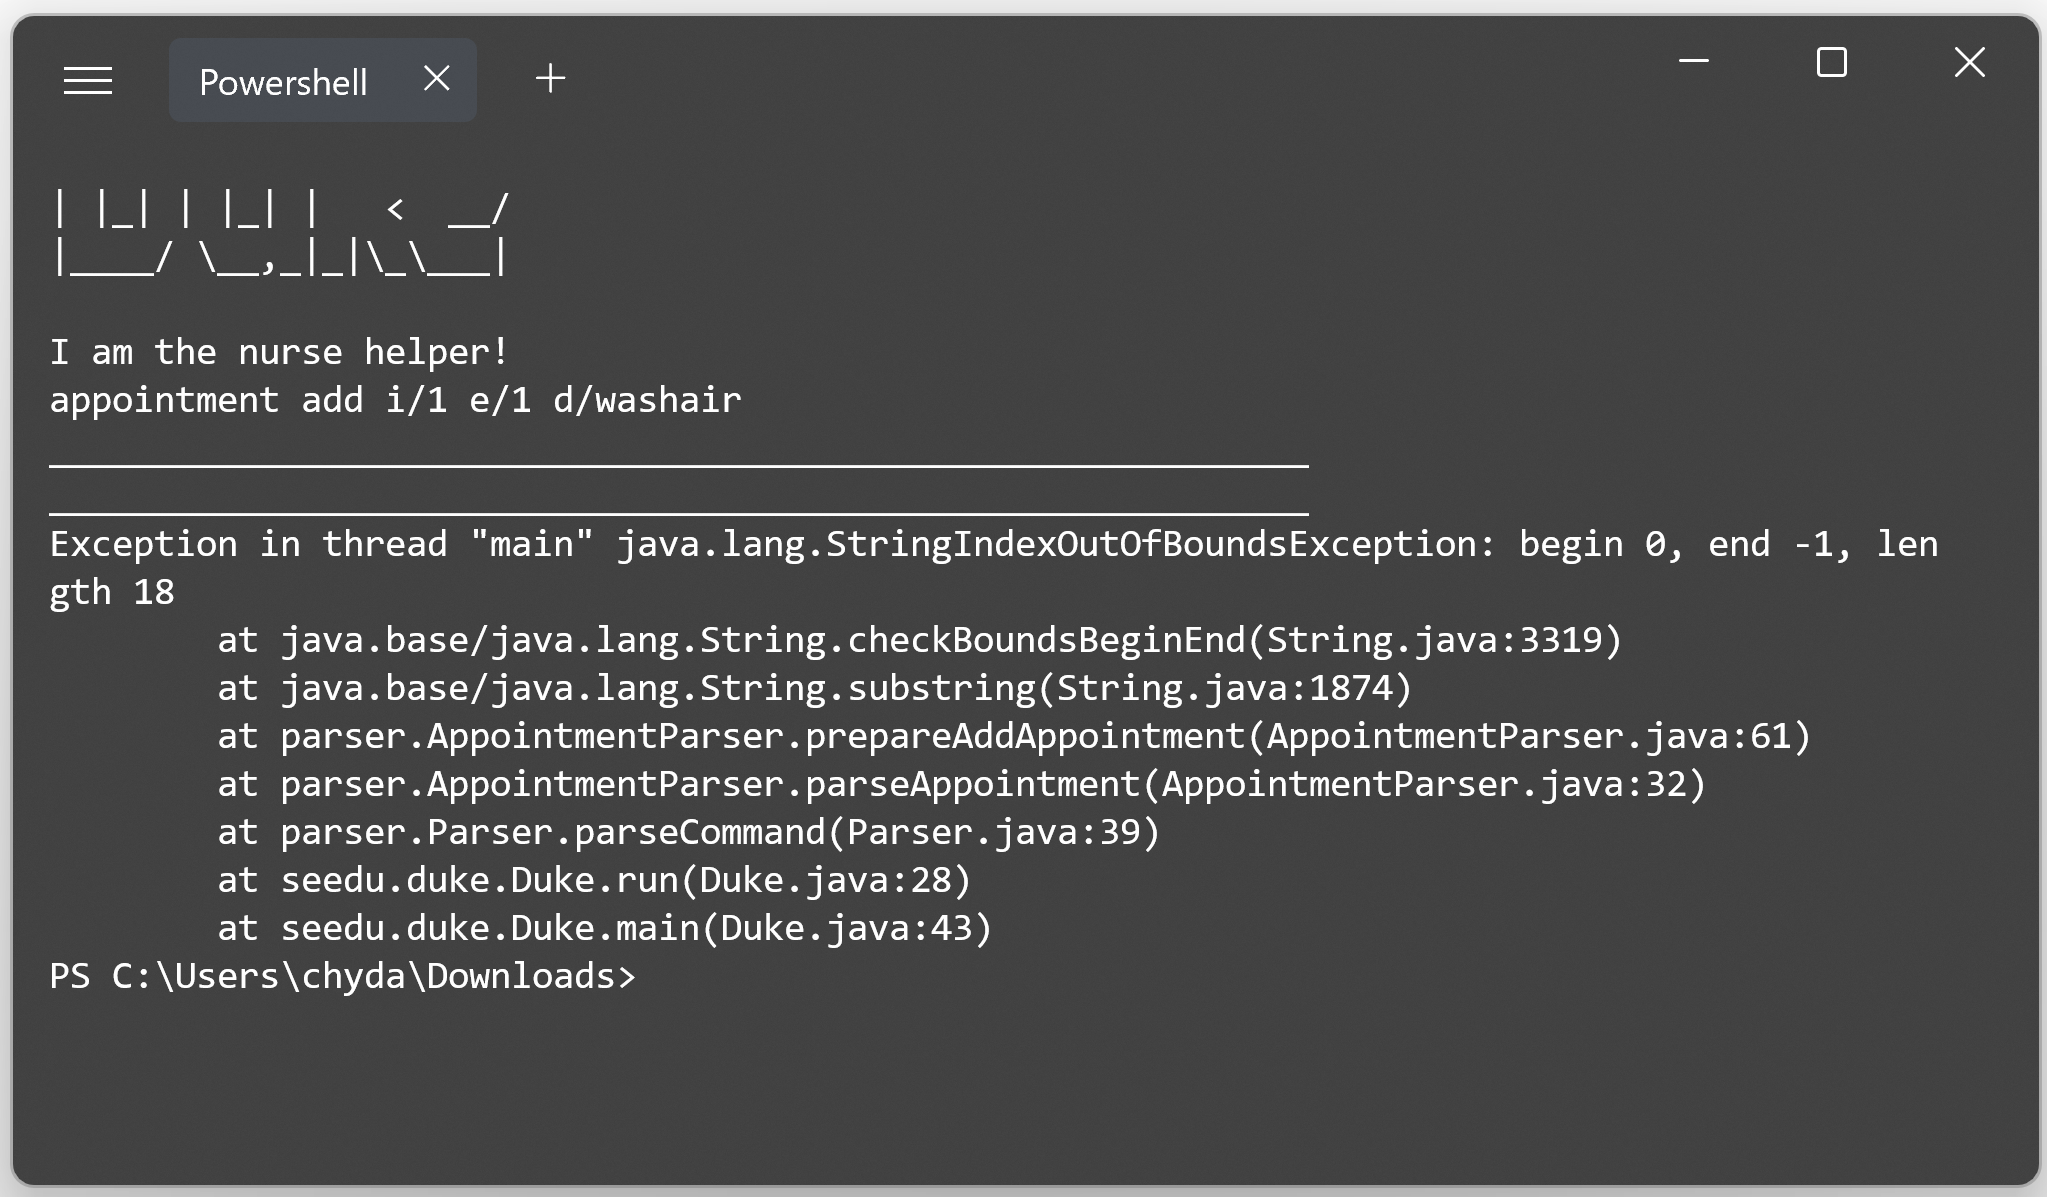 Powershell
| |_| | |_| |   <  __/
|____/ \__,_|_|\_\___|
I am the nurse helper!
appointment add i/1 e/1 d/washair
____________________________________________________________
____________________________________________________________
Exception in thread "main" java.lang.StringIndexOutOfBoundsException: begin 0, end -1, len
gth 18
        at java.base/java.lang.String.checkBoundsBeginEnd(String.java:3319)
        at java.base/java.lang.String.substring(String.java:1874)
        at parser.AppointmentParser.prepareAddAppointment(AppointmentParser.java:61)
        at parser.AppointmentParser.parseAppointment(AppointmentParser.java:32)
        at parser.Parser.parseCommand(Parser.java:39)
        at seedu.duke.Duke.run(Duke.java:28)
        at seedu.duke.Duke.main(Duke.java:43)
PS C:\Users\chyda\Downloads>